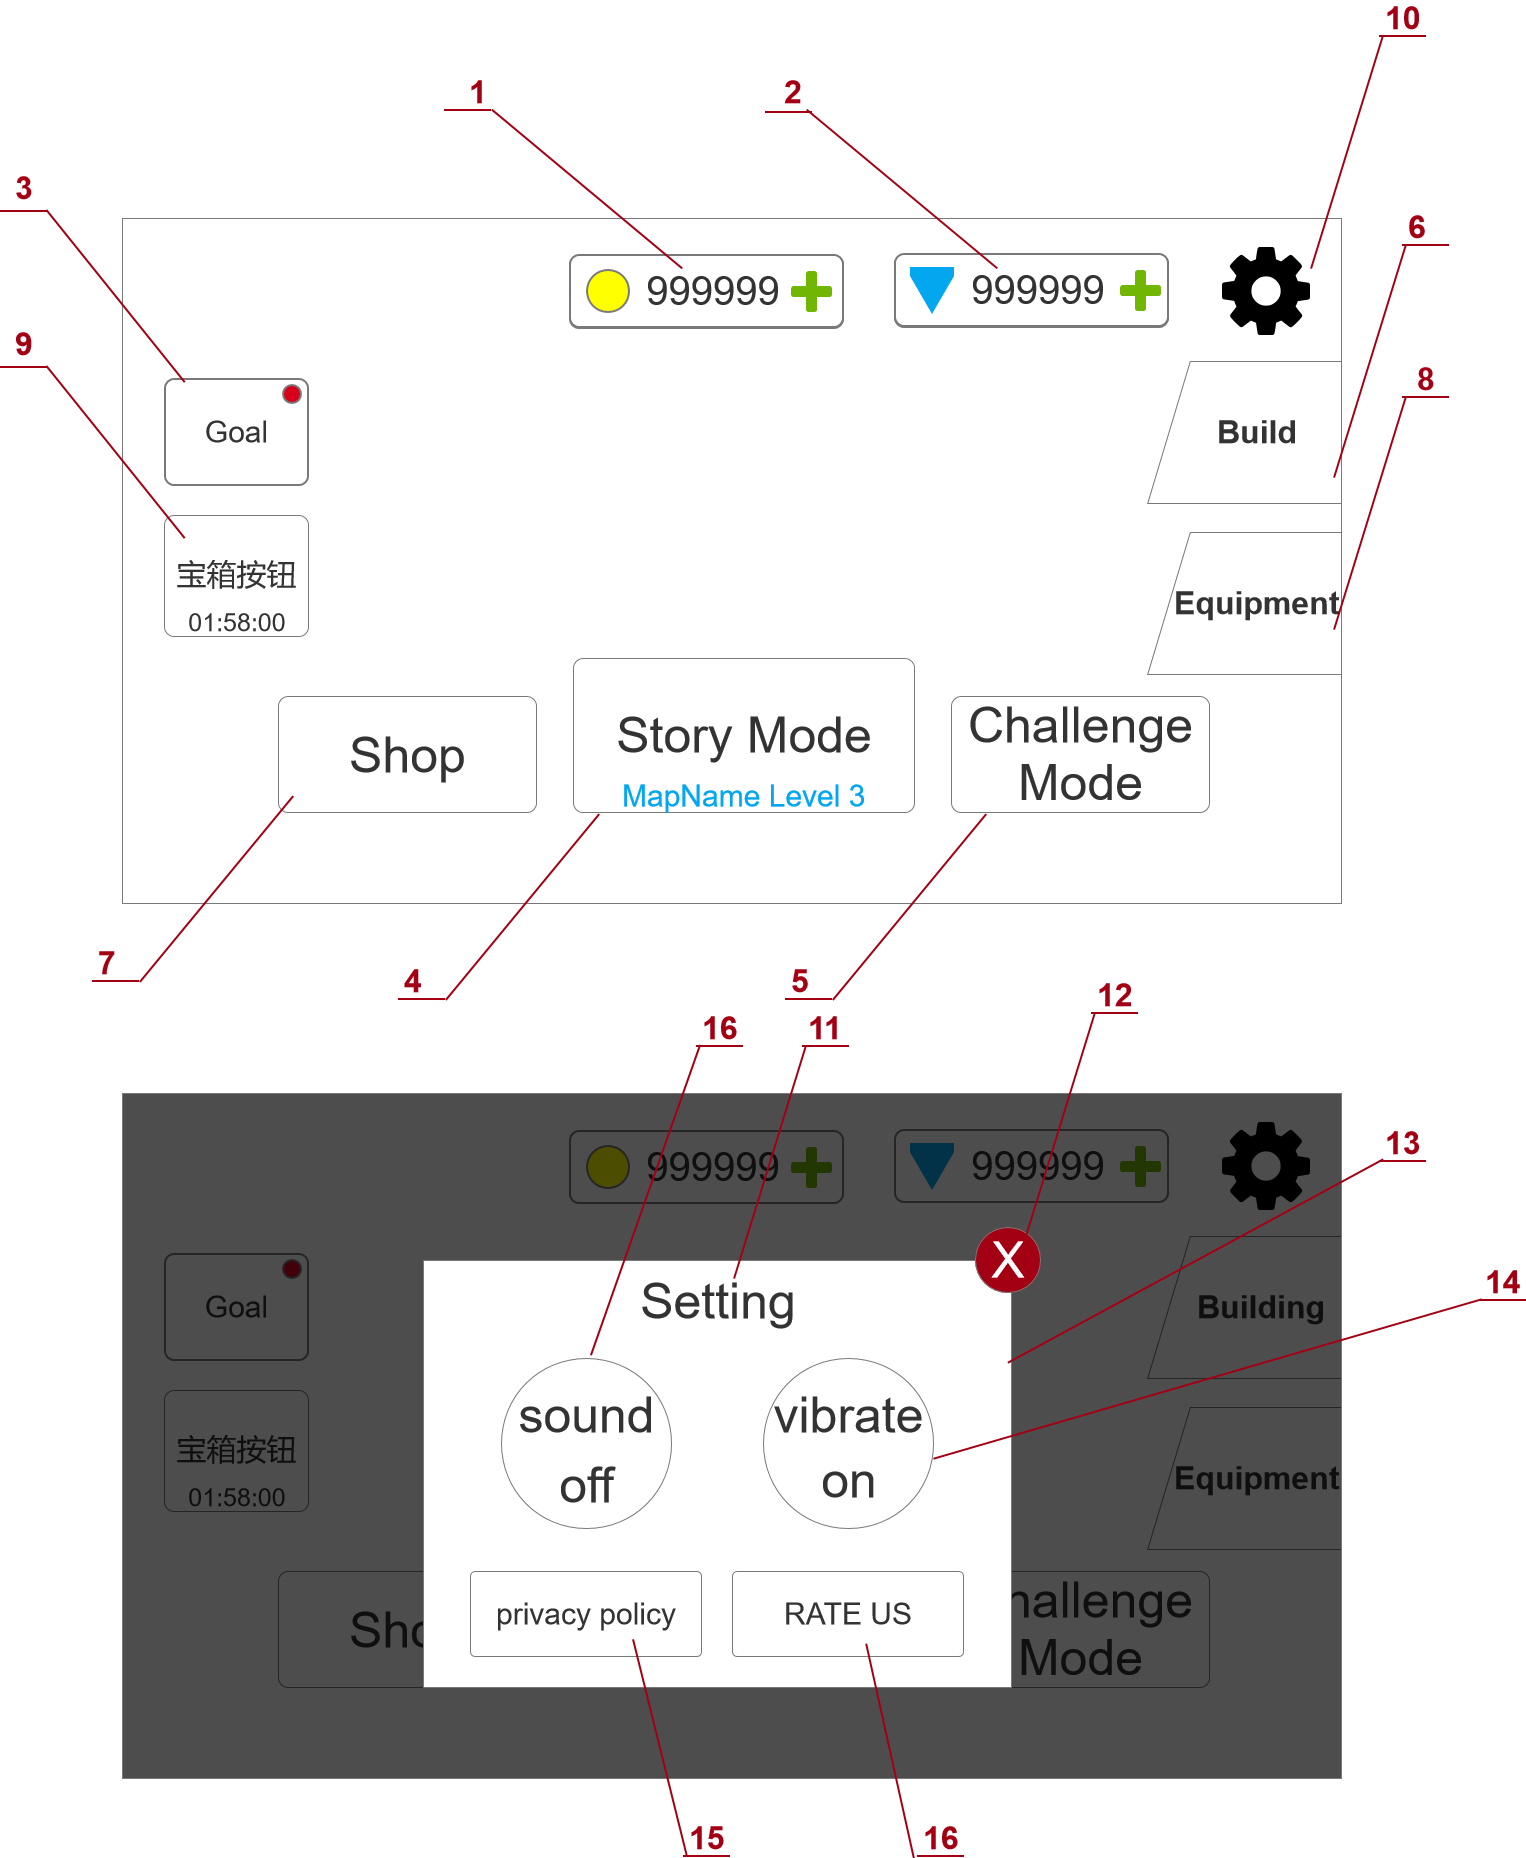 10
1
2
3
6
999999
999999
9
8
Goal
Build
宝箱按钮
01:58:00
Equipment
Shop
Story Mode
MapName Level 3
Challenge
Mode
7
4
5
12
16
11
13
999999
999999
14
X
Setting
Goal
Building
sound
off
vibrate
on
宝箱按钮
01:58:00
Equipment
privacy policy
RATE US
Sho
hallenge
Mode
15
16